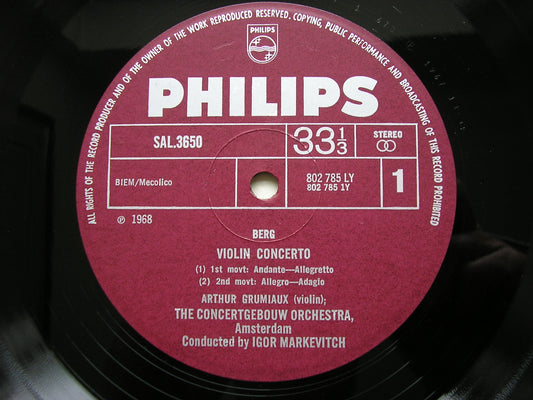 ALL RIGHTS OF THE RECORD PRODUCER AND OF THE OWNER OF THE WORK REPRODUCED RESERVED. COPYING, PUBLIC PERFORMANCE AND BROADCASTING OF THIS RECORD PROHIBITED
PHILIPS
PHILIPS
SAL.3650
33 1/3
STEREO
BIEM/Mecolico
802 785 LY
802 785 1Y
1
℗ 1968
BERG
VIOLIN CONCERTO
(1) 1st movt: Andante—Allegretto
(2) 2nd movt: Allegro—Adagio
ARTHUR GRUMIAUX (violin);
THE CONCERTGEBOUW ORCHESTRA,
Amsterdam
Conducted by IGOR MARKEVITCH